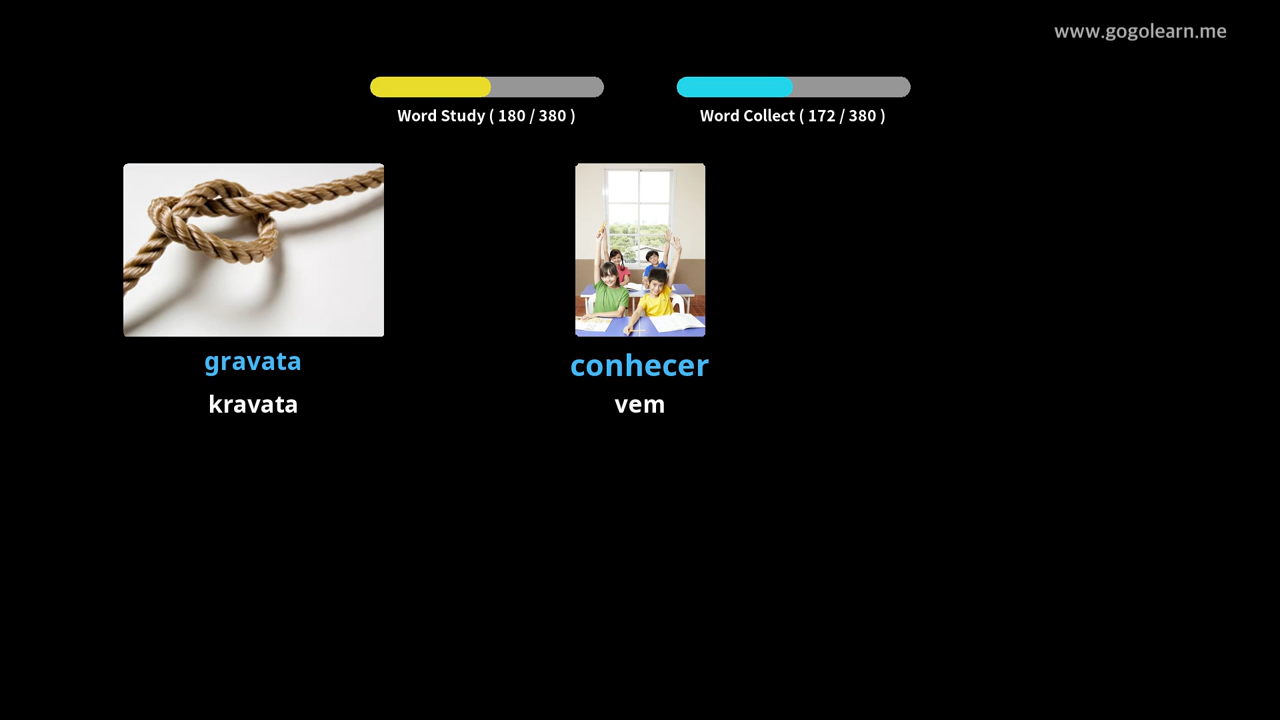 www.gogolearn.me
Word Study ( 180 / 380 )
Word Collect ( 172 / 380 )
gravata
kravata
conhecer
vem